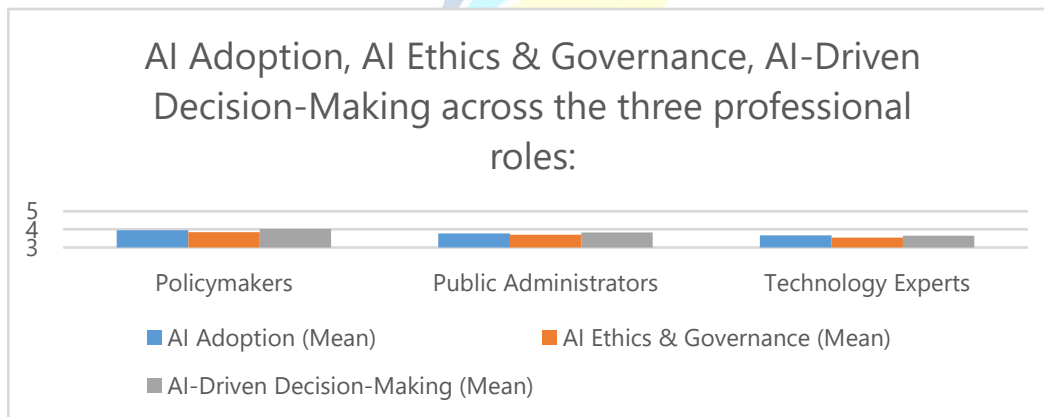 AI Adoption, AI Ethics & Governance, AI-Driven
Decision-Making across the three professional
roles:
5
4
3
Policymakers Public Administrators Technology Experts
AI Adoption (Mean) AI Ethics & Governance (Mean)
AI-Driven Decision-Making (Mean)